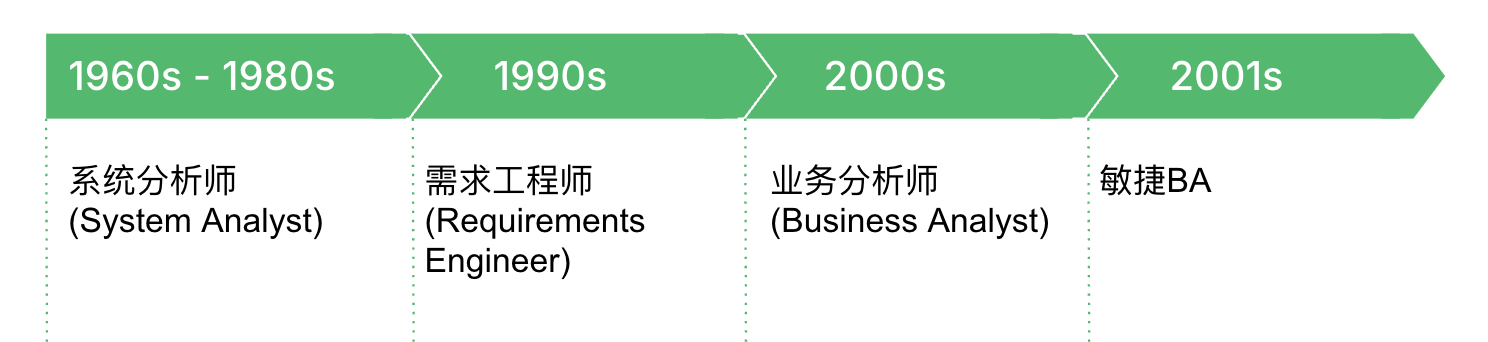 1960s - 1980s
1990s
2000s
2001s
系统分析师
(System Analyst)
需求工程师
(Requirements
Engineer)
业务分析师
(Business Analyst)
敏捷BA